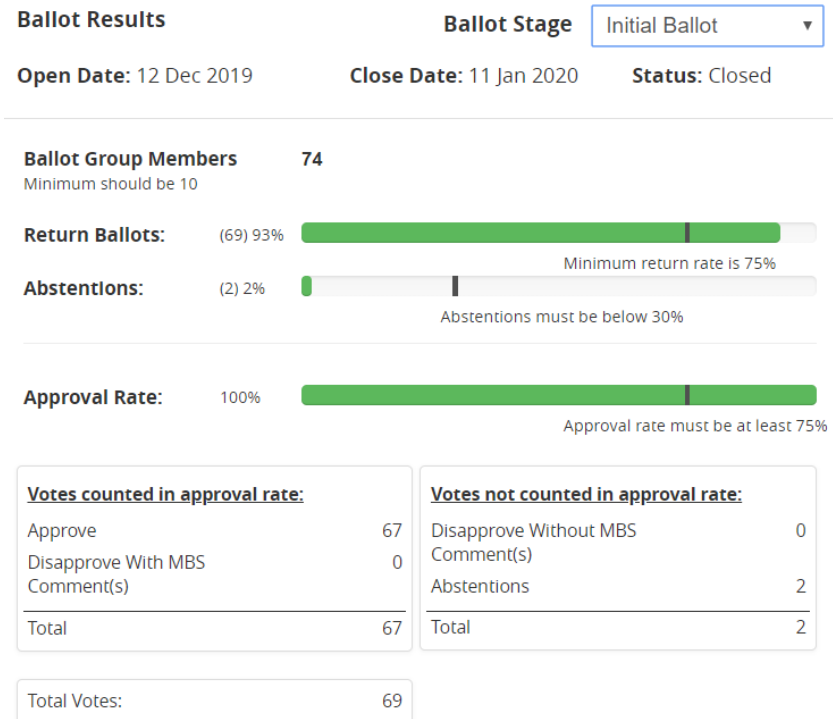 Ballot Results
Ballot Stage Initial Ballot
Open Date: 12 Dec 2019 Close Date: 11 Jan 2020 Status: Closed
Ballot Group Members 74
Minimum should be 10
Return Ballots: (69) 93%
Minimum return rate is 75%
Abstentions: (2) 2%
Abstentions must be below 30%
Approval Rate: 100%
Approval rate must be at least 75%
Votes counted in approval rate:
Approve 67
Disapprove With MBS 0
Comment(s)
Total 67
Votes not counted in approval rate:
Disapprove Without MBS 0
Comment(s)
Abstentions 2
Total 2
Total Votes: 69